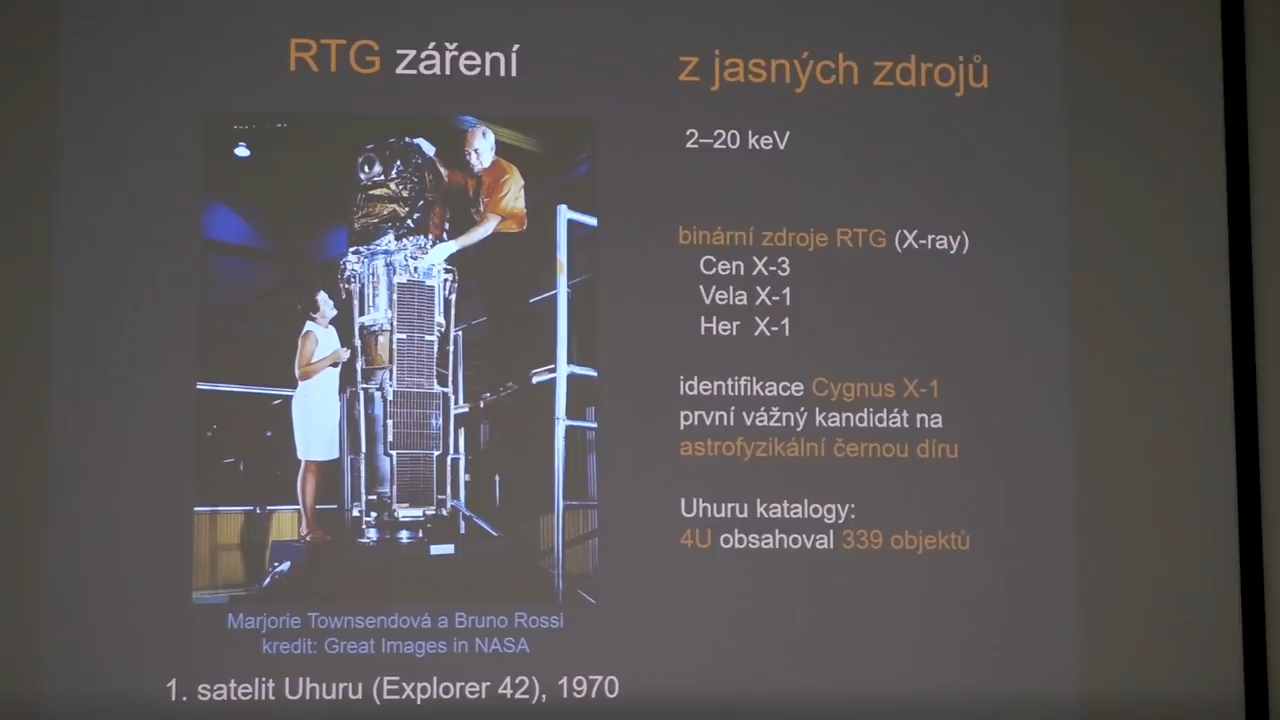 RTG záření
z jasných zdrojů
2–20 keV
binární zdroje RTG (X-ray)
Cen X-3
Vela X-1
Her X-1
identifikace Cygnus X-1
první vážný kandidát na
astrofyzikální černou díru
Uhuru katalogy:
4U obsahoval 339 objektů
Marjorie Townsendová a Bruno Rossi
kredit: Great Images in NASA
1. satelit Uhuru (Explorer 42), 1970